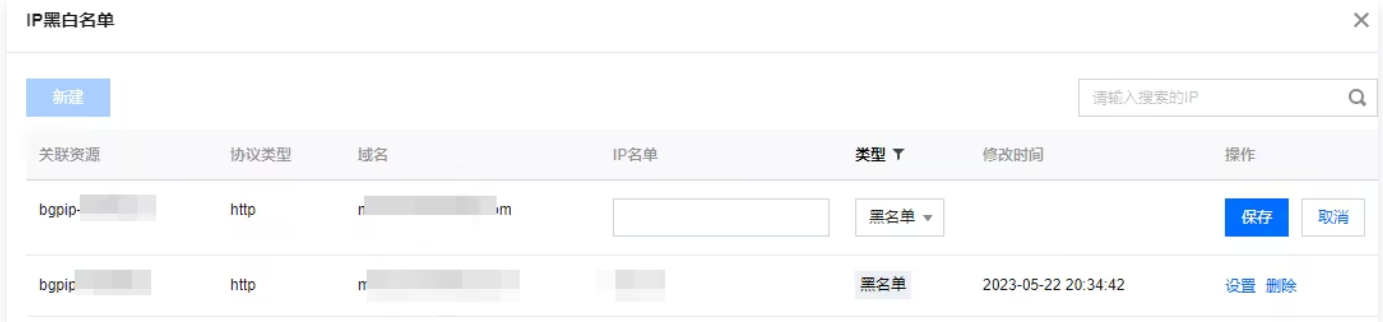 IP黑白名单
新建
请输入搜索的IP
关联资源 协议类型 域名 IP名单 类型 修改时间 操作
bgpip- http 黑名单 保存 取消
bgpip http 黑名单 2023-05-22 20:34:42 设置 删除